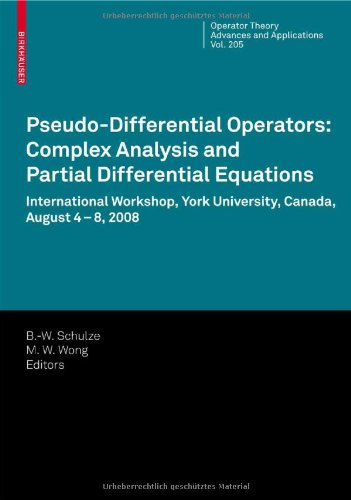 Urheberrechtlich geschütztes Material
BIRKHÄUSER
Operator Theory
Advances and Applications
Vol. 205
Pseudo-Differential Operators:
Complex Analysis and
Partial Differential Equations
International Workshop, York University, Canada,
August 4 – 8, 2008
B.-W. Schulze
M. W. Wong
Editors
Urheberrechtlich geschütztes Material